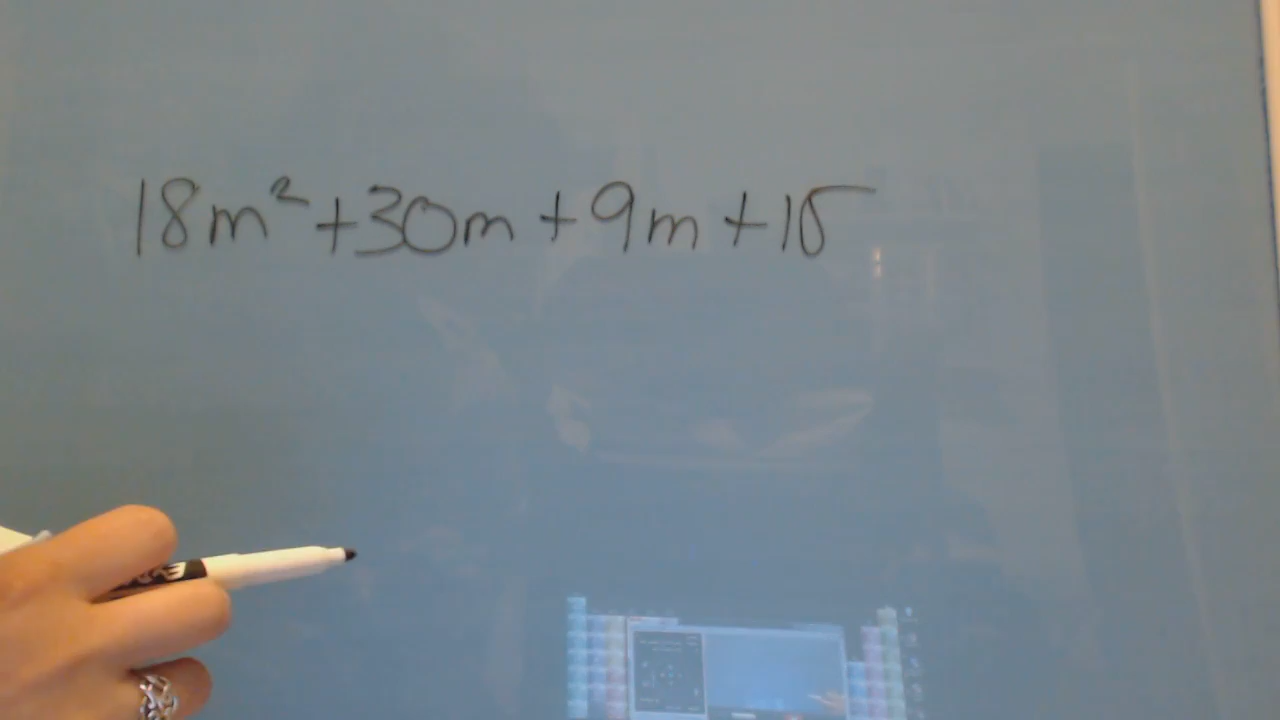 18m² + 30m + 9m + 15